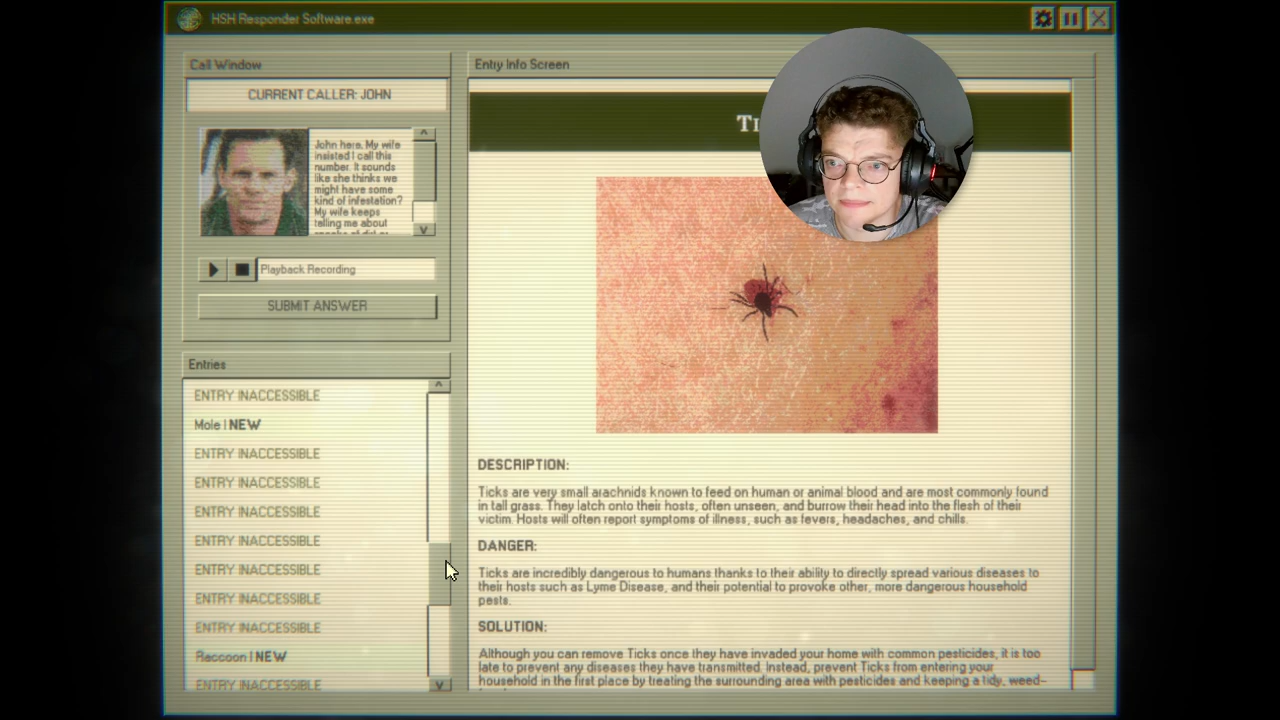 HSH Responder Software.exe
Call Window
CURRENT CALLER: JOHN
John here. My wife
insisted I call this
number. It sounds
like she thinks we
might have some
kind of infestation?
My wife keeps
telling me about
Playback Recording
SUBMIT ANSWER
Entries
ENTRY INACCESSIBLE
Mole | NEW
ENTRY INACCESSIBLE
ENTRY INACCESSIBLE
ENTRY INACCESSIBLE
ENTRY INACCESSIBLE
ENTRY INACCESSIBLE
ENTRY INACCESSIBLE
ENTRY INACCESSIBLE
Raccoon | NEW
ENTRY INACCESSIBLE
Entry Info Screen
DESCRIPTION:
Ticks are very small arachnids known to feed on human or animal blood and are most commonly found
in tall grass. They latch onto their hosts, often unseen, and burrow their head into the flesh of their
victim. Hosts will often report symptoms of illness, such as fevers, headaches, and chills.
DANGER:
Ticks are incredibly dangerous to humans thanks to their ability to directly spread various diseases to
their hosts such as Lyme Disease, and their potential to provoke other, more dangerous household
pests.
SOLUTION:
Although you can remove Ticks once they have invaded your home with common pesticides, it is too
late to prevent any diseases they have transmitted. Instead, prevent Ticks from entering your
household in the first place by treating the surrounding area with pesticides and keeping a tidy, weed-